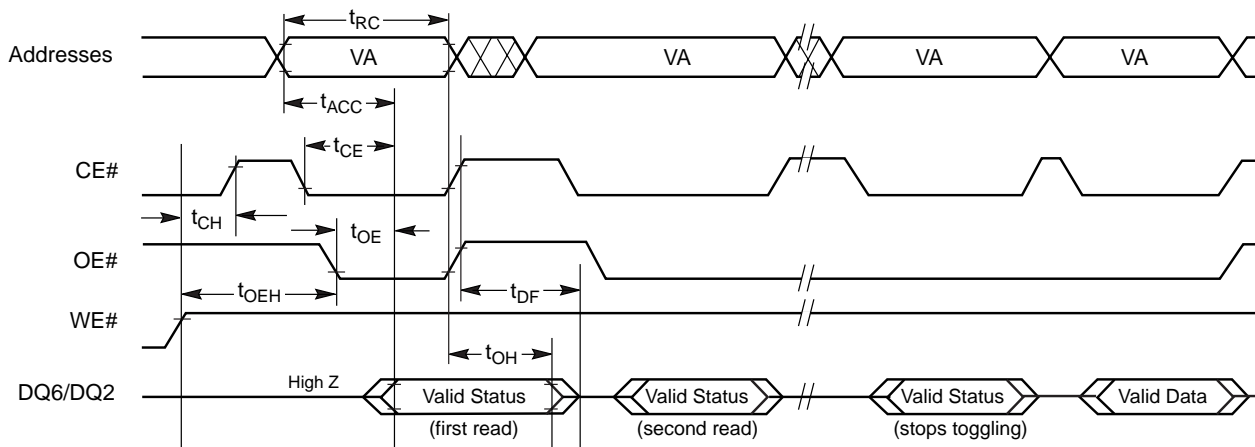 tRC
Addresses VA VA VA VA
tACC
tCE
CE#
tCH tOE
OE#
tOEH tDF
WE#
tOH
DQ6/DQ2 High Z Valid Status Valid Status Valid Status Valid Data
(first read) (second read) (stops toggling)